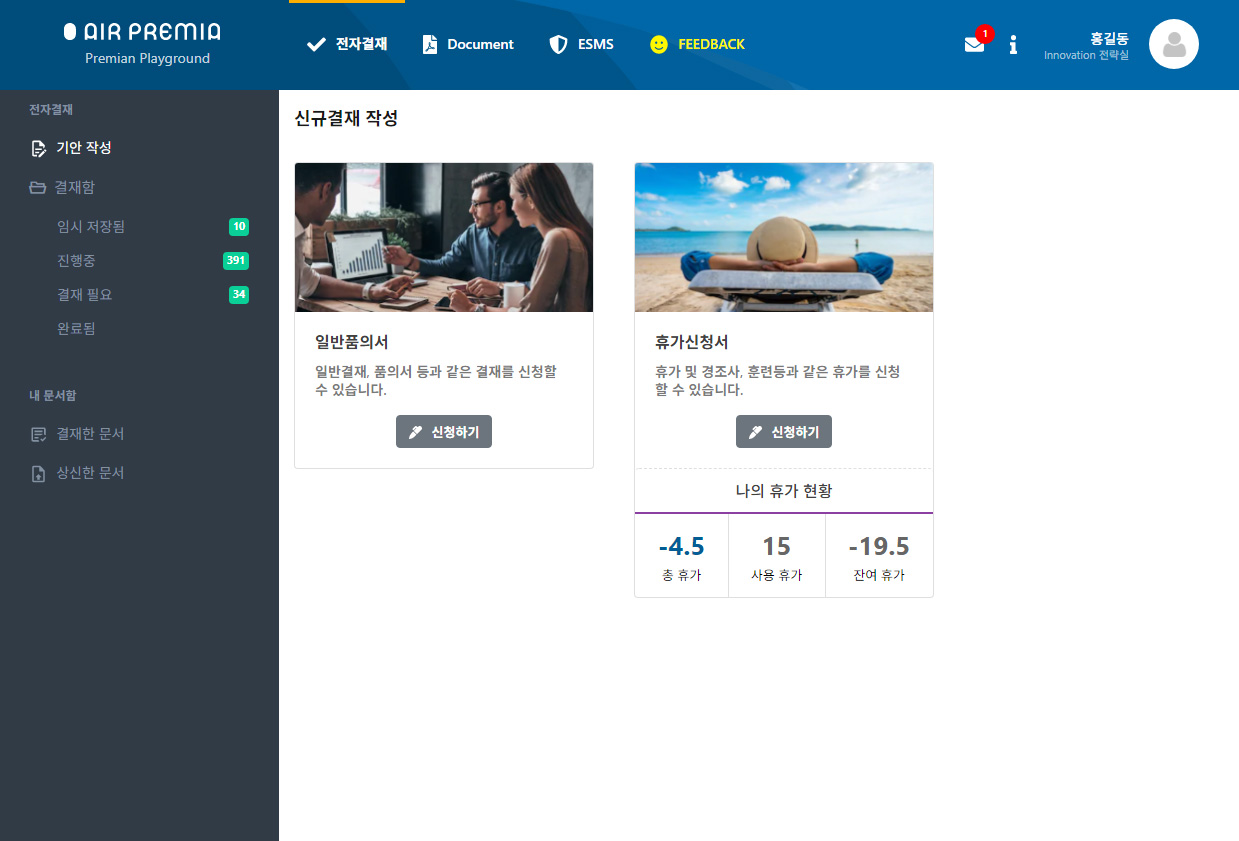 AIR PREMIA
Premian Playground
전자결재
Document
ESMS
FEEDBACK
1
홍길동
Innovation 전략실
전자결재
기안 작성
결재함
임시 저장됨 10
진행중 391
결재 필요 34
완료됨
내 문서함
결재한 문서
상신한 문서
신규결재 작성
일반품의서
일반결재, 품의서 등과 같은 결재를 신청할
수 있습니다.
신청하기
휴가신청서
휴가 및 경조사, 훈련등과 같은 휴가를 신청
할 수 있습니다.
신청하기
나의 휴가 현황
-4.5
총 휴가
15
사용 휴가
-19.5
잔여 휴가